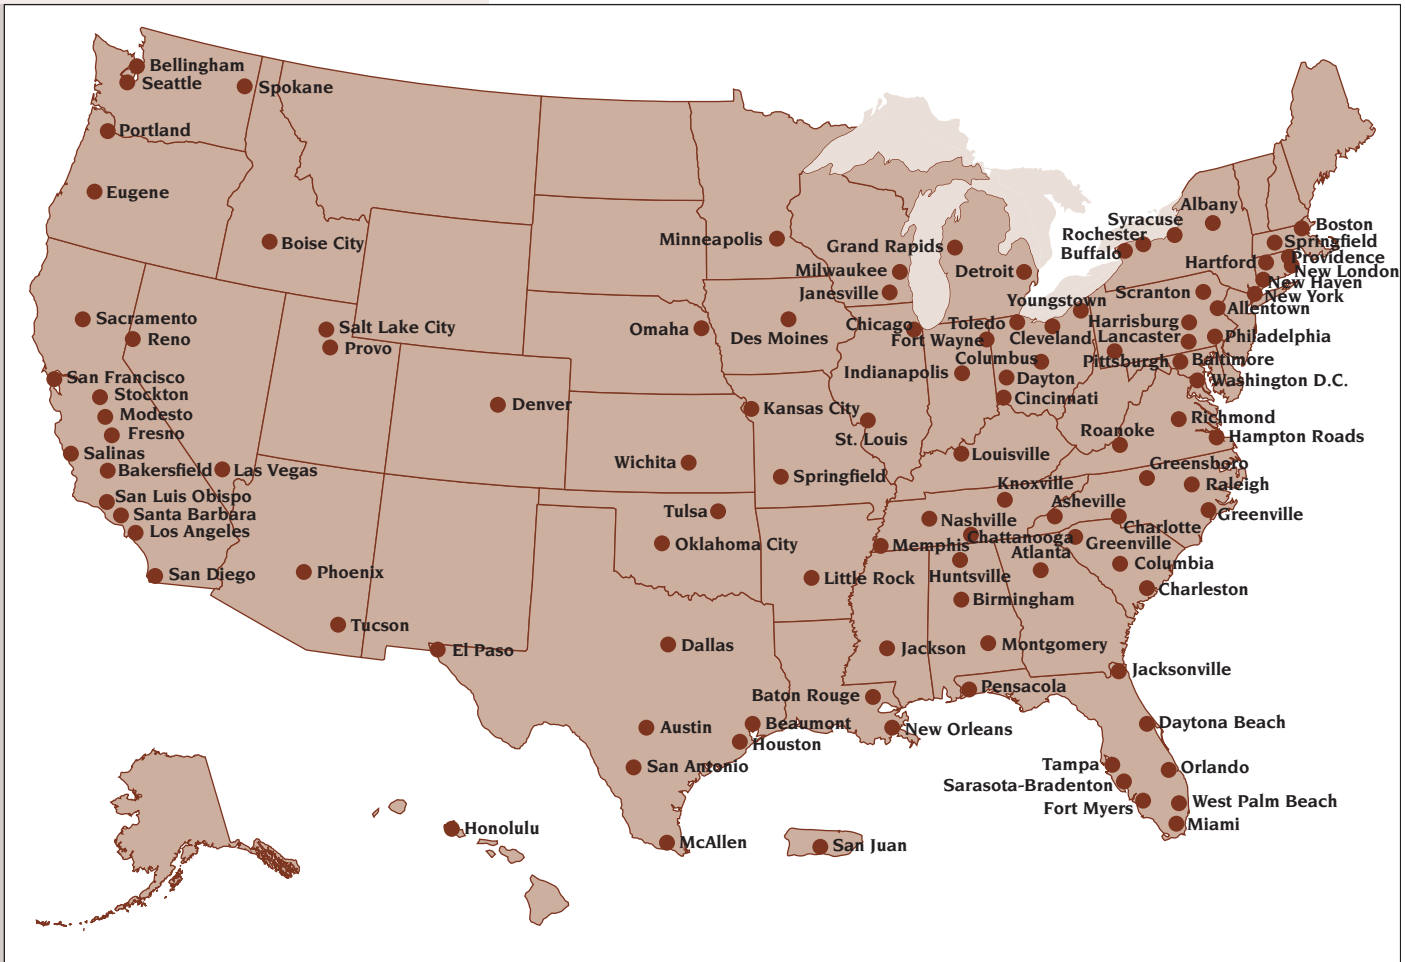 Bellingham
Seattle
Spokane
Portland
Eugene
Boise City
Minneapolis
Grand Rapids
Milwaukee
Detroit
Janesville
Albany
Syracuse
Rochester
Buffalo
Boston
Springfield
Providence
Hartford
New London
New Haven
New York
Scranton
Allentown
Youngstown
Sacramento
Reno
Salt Lake City
Provo
Omaha
Des Moines
Chicago
Toledo
Fort Wayne
Cleveland
Harrisburg
Lancaster
Philadelphia
Columbus
Pittsburgh
Baltimore
Indianapolis
Dayton
Washington D.C.
Cincinnati
San Francisco
Stockton
Modesto
Fresno
Salinas
Bakersfield
Las Vegas
San Luis Obispo
Santa Barbara
Los Angeles
San Diego
Denver
Kansas City
St. Louis
Wichita
Springfield
Louisville
Richmond
Roanoke
Hampton Roads
Greensboro
Raleigh
Knoxville
Asheville
Greenville
Charlotte
Tulsa
Nashville
Oklahoma City
Memphis
Chattanooga
Greenville
Atlanta
Columbia
Huntsville
Little Rock
Charleston
Birmingham
Phoenix
Tucson
El Paso
Dallas
Jackson
Montgomery
Jacksonville
Baton Rouge
Pensacola
Austin
Beaumont
New Orleans
Daytona Beach
Houston
San Antonio
Tampa
Orlando
Sarasota-Bradenton
Fort Myers
West Palm Beach
Miami
Honolulu
McAllen
San Juan